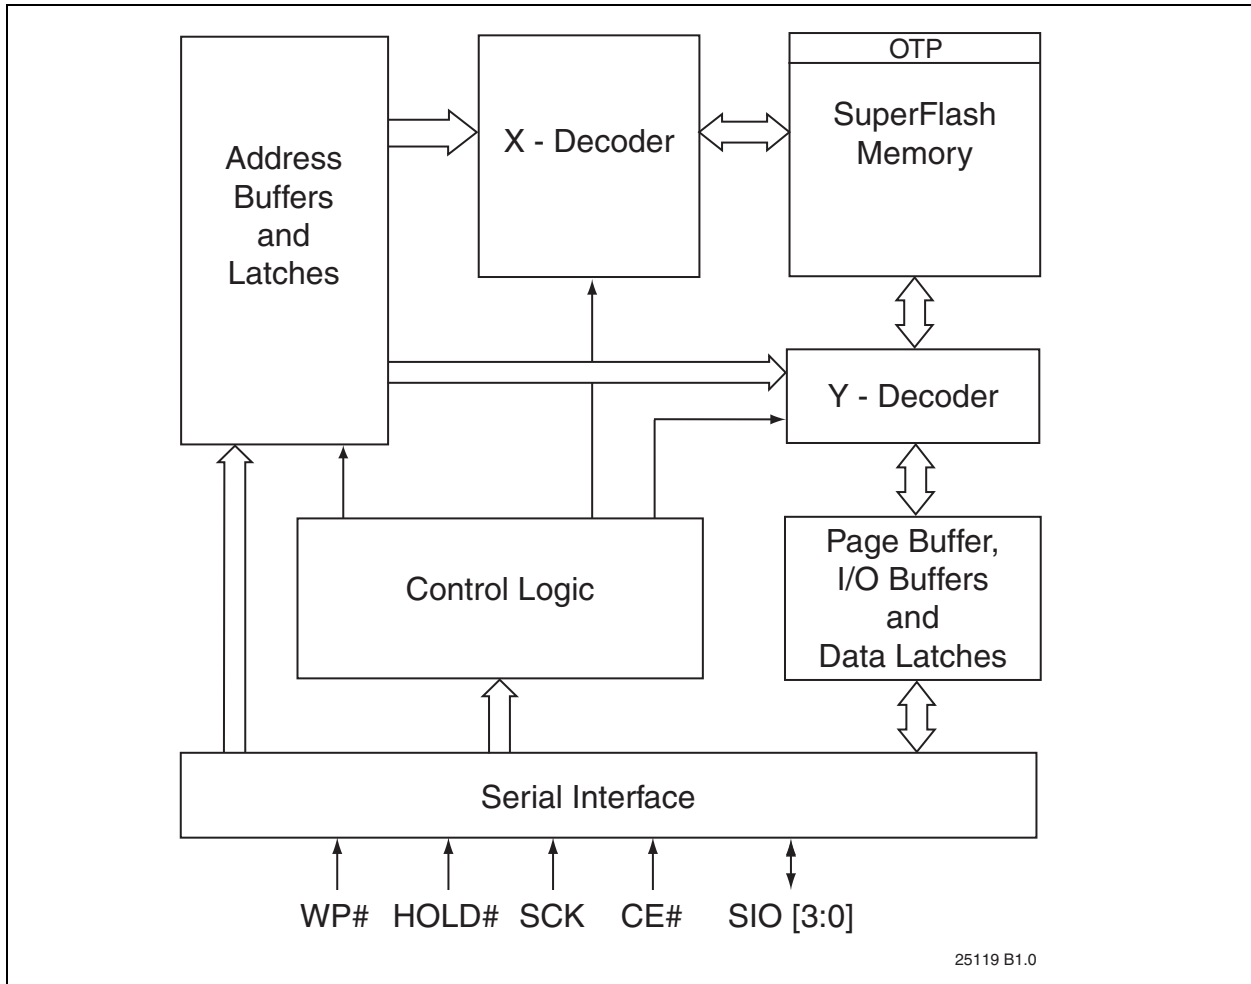 OTP
SuperFlash
Memory
X - Decoder
Address
Buffers
and
Latches
Y - Decoder
Page Buffer,
I/O Buffers
and
Data Latches
Control Logic
Serial Interface
WP# HOLD# SCK CE# SIO [3:0]
25119 B1.0